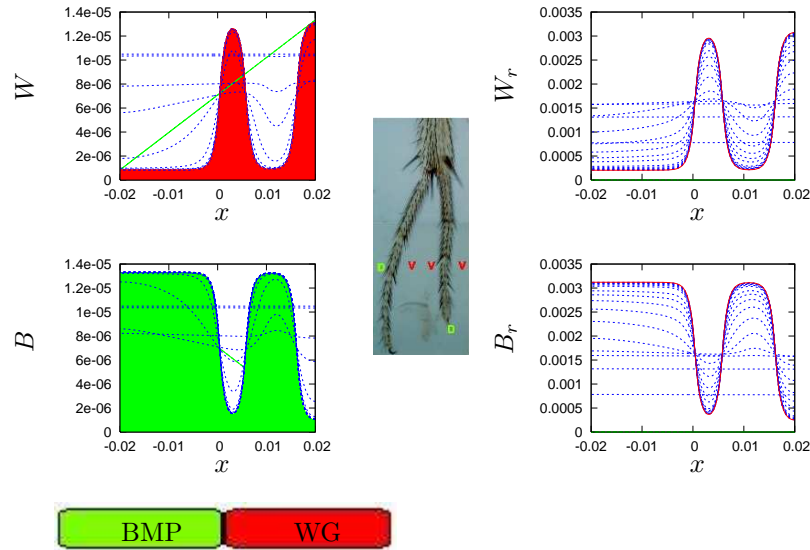 1.4e-05
1.2e-05
1e-05
8e-06
6e-06
4e-06
2e-06
0
W
-0.02 -0.01 0 0.01 0.02
x
0.0035
0.003
0.0025
0.002
0.0015
0.001
0.0005
0
W_r
-0.02 -0.01 0 0.01 0.02
x
D V V V
D
1.4e-05
1.2e-05
1e-05
8e-06
6e-06
4e-06
2e-06
0
B
-0.02 -0.01 0 0.01 0.02
x
0.0035
0.003
0.0025
0.002
0.0015
0.001
0.0005
0
B_r
-0.02 -0.01 0 0.01 0.02
x
BMP WG